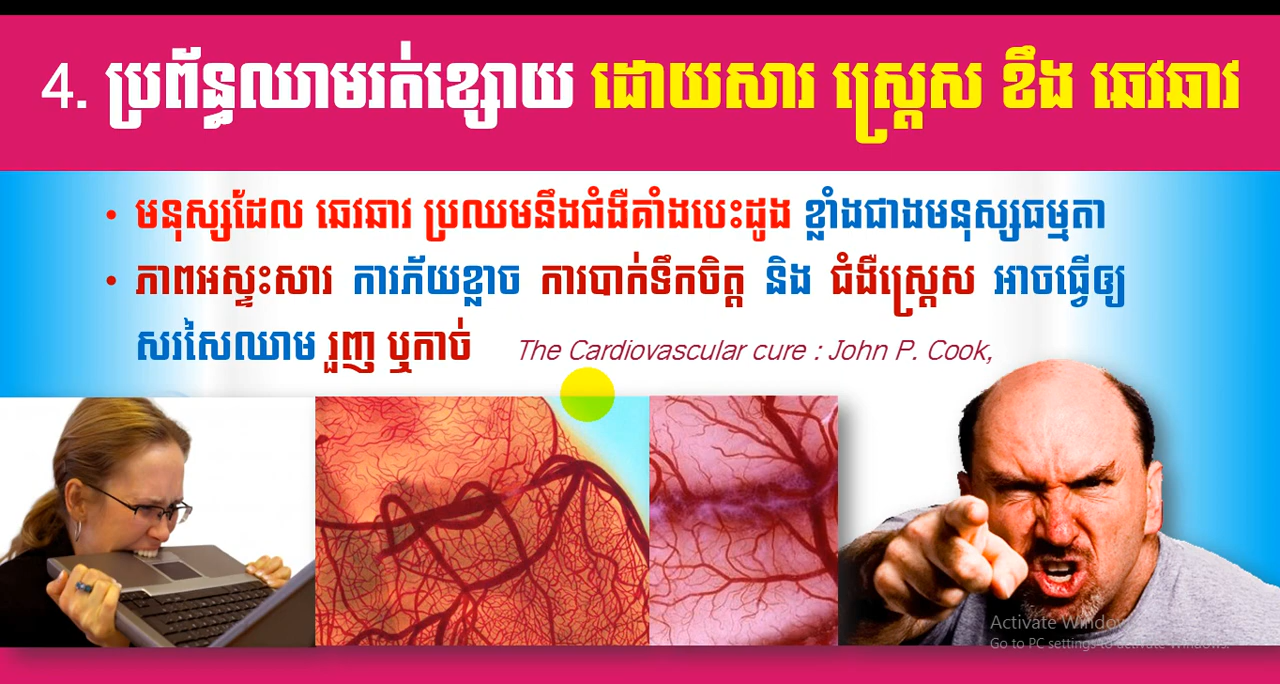 4. ប្រព័ន្ធឈាមរត់ខ្សោយ ដោយសារ ស្ត្រេស ខឹង ឆេវឆាវ
• មនុស្សដែល ឆេវឆាវ ប្រឈមនឹងជំងឺគាំងបេះដូង ខ្លាំងជាងមនុស្សធម្មតា
• ភាពអស្ទះសារ ការភ័យខ្លាច ការបាក់ទឹកចិត្ត និង ជំងឺស្ត្រេស អាចធ្វើឲ្យ
សរសៃឈាម រួញ ឬកាច់ The Cardiovascular cure : John P. Cook,
Activate Windows
Go to PC settings to activate Windows.